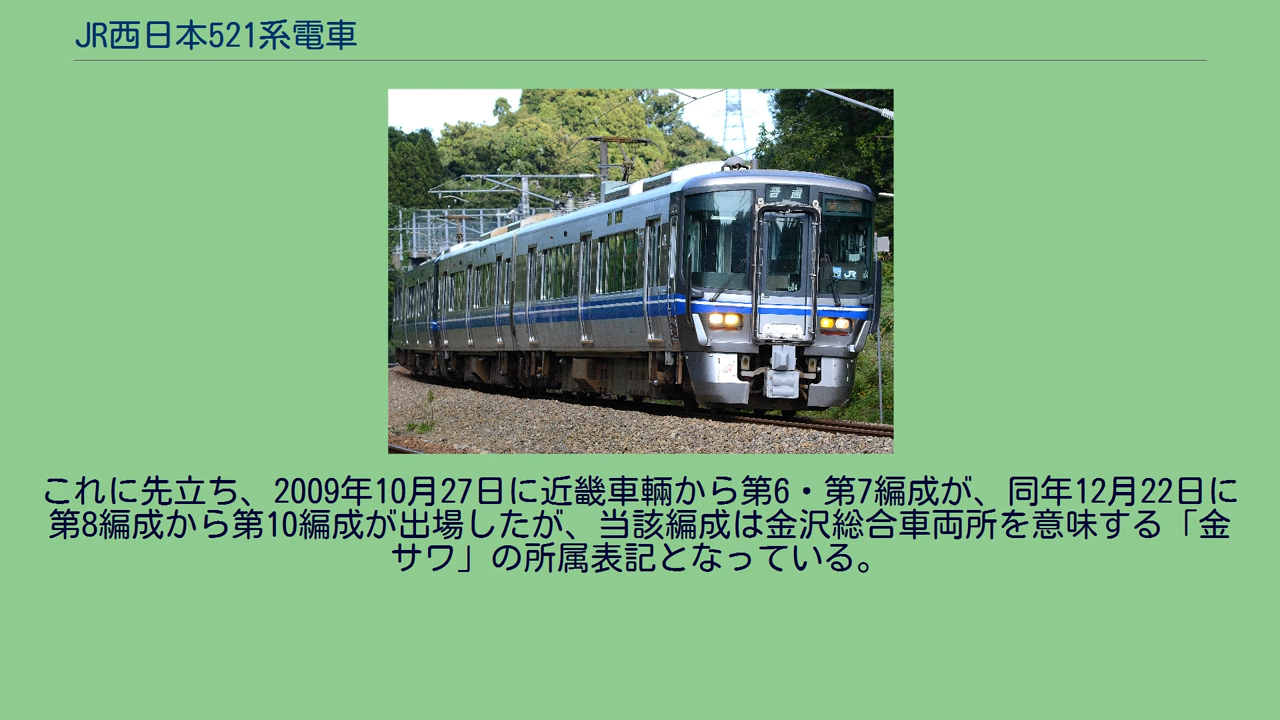 JR西日本521系電車
普通
JR
これに先立ち、2009年10月27日に近畿車輛から第6・第7編成が、同年12月22日に
第8編成から第10編成が出場したが、当該編成は金沢総合車両所を意味する「金
サワ」の所属表記となっている。